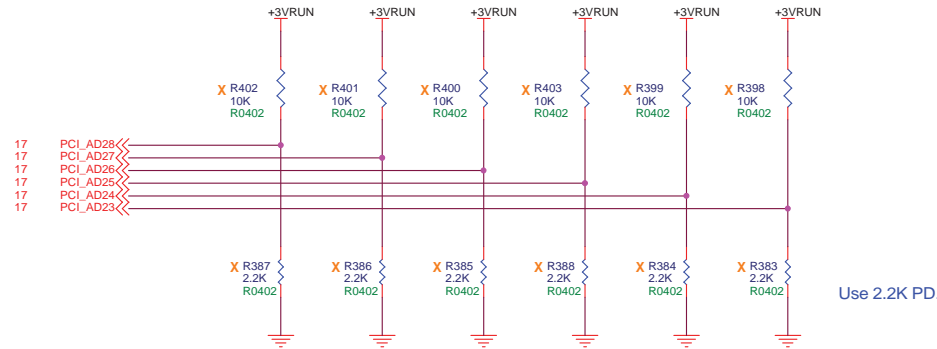 +3VRUN +3VRUN +3VRUN +3VRUN +3VRUN +3VRUN
X R402 X R401 X R400 X R403 X R399 X R398
10K 10K 10K 10K 10K 10K
R0402 R0402 R0402 R0402 R0402 R0402
17 PCI_AD28
17 PCI_AD27
17 PCI_AD26
17 PCI_AD25
17 PCI_AD24
17 PCI_AD23
X R387 X R386 X R385 X R388 X R384 X R383
2.2K 2.2K 2.2K 2.2K 2.2K 2.2K
R0402 R0402 R0402 R0402 R0402 R0402
Use 2.2K PD